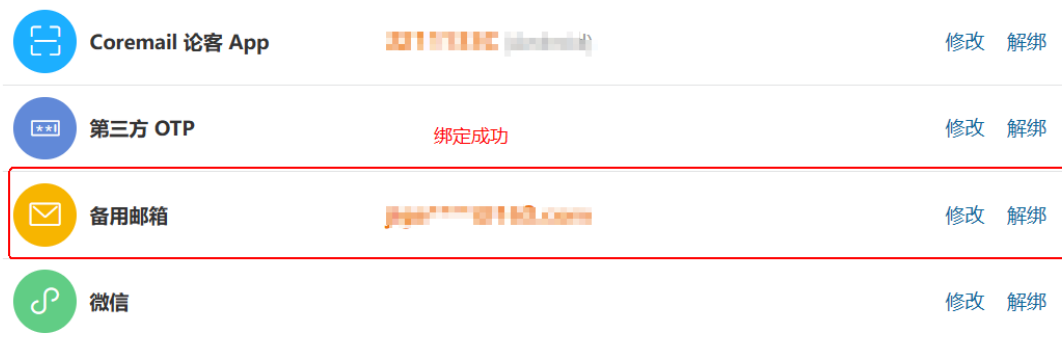 Coremail 论客 App 修改 解绑
**I 第三方 OTP 修改 解绑
绑定成功
备用邮箱 修改 解绑
微信 修改 解绑